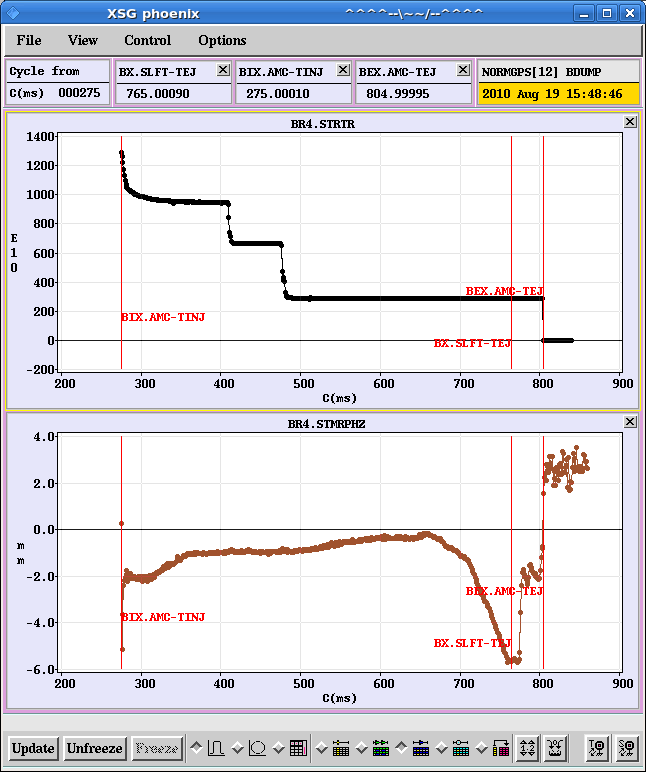 XSG phoenix ^^^^--\~~/--^^^^
File View Control Options
Cycle from
C(ms) 000275
BX.SLFT-TEJ
765.00090
BIX.AMC-TINJ
275.00010
BEX.AMC-TEJ
804.99995
NORMGPS[12] BDUMP
2010 Aug 19 15:48:46
BR4.STRTR
1400
1200
1000
800
600
400
200
0
-200
E
1
0
BEX.AMC-TEJ
BIX.AMC-TINJ
BX.SLFT-TEJ
200 300 400 500 600 700 800 900
C(ms)
BR4.STMRPHZ
4.0
2.0
0.0
-2.0
-4.0
-6.0
m
m
BEX.AMC-TEJ
BIX.AMC-TINJ
BX.SLFT-TEJ
200 300 400 500 600 700 800 900
C(ms)
Update Unfreeze Freeze